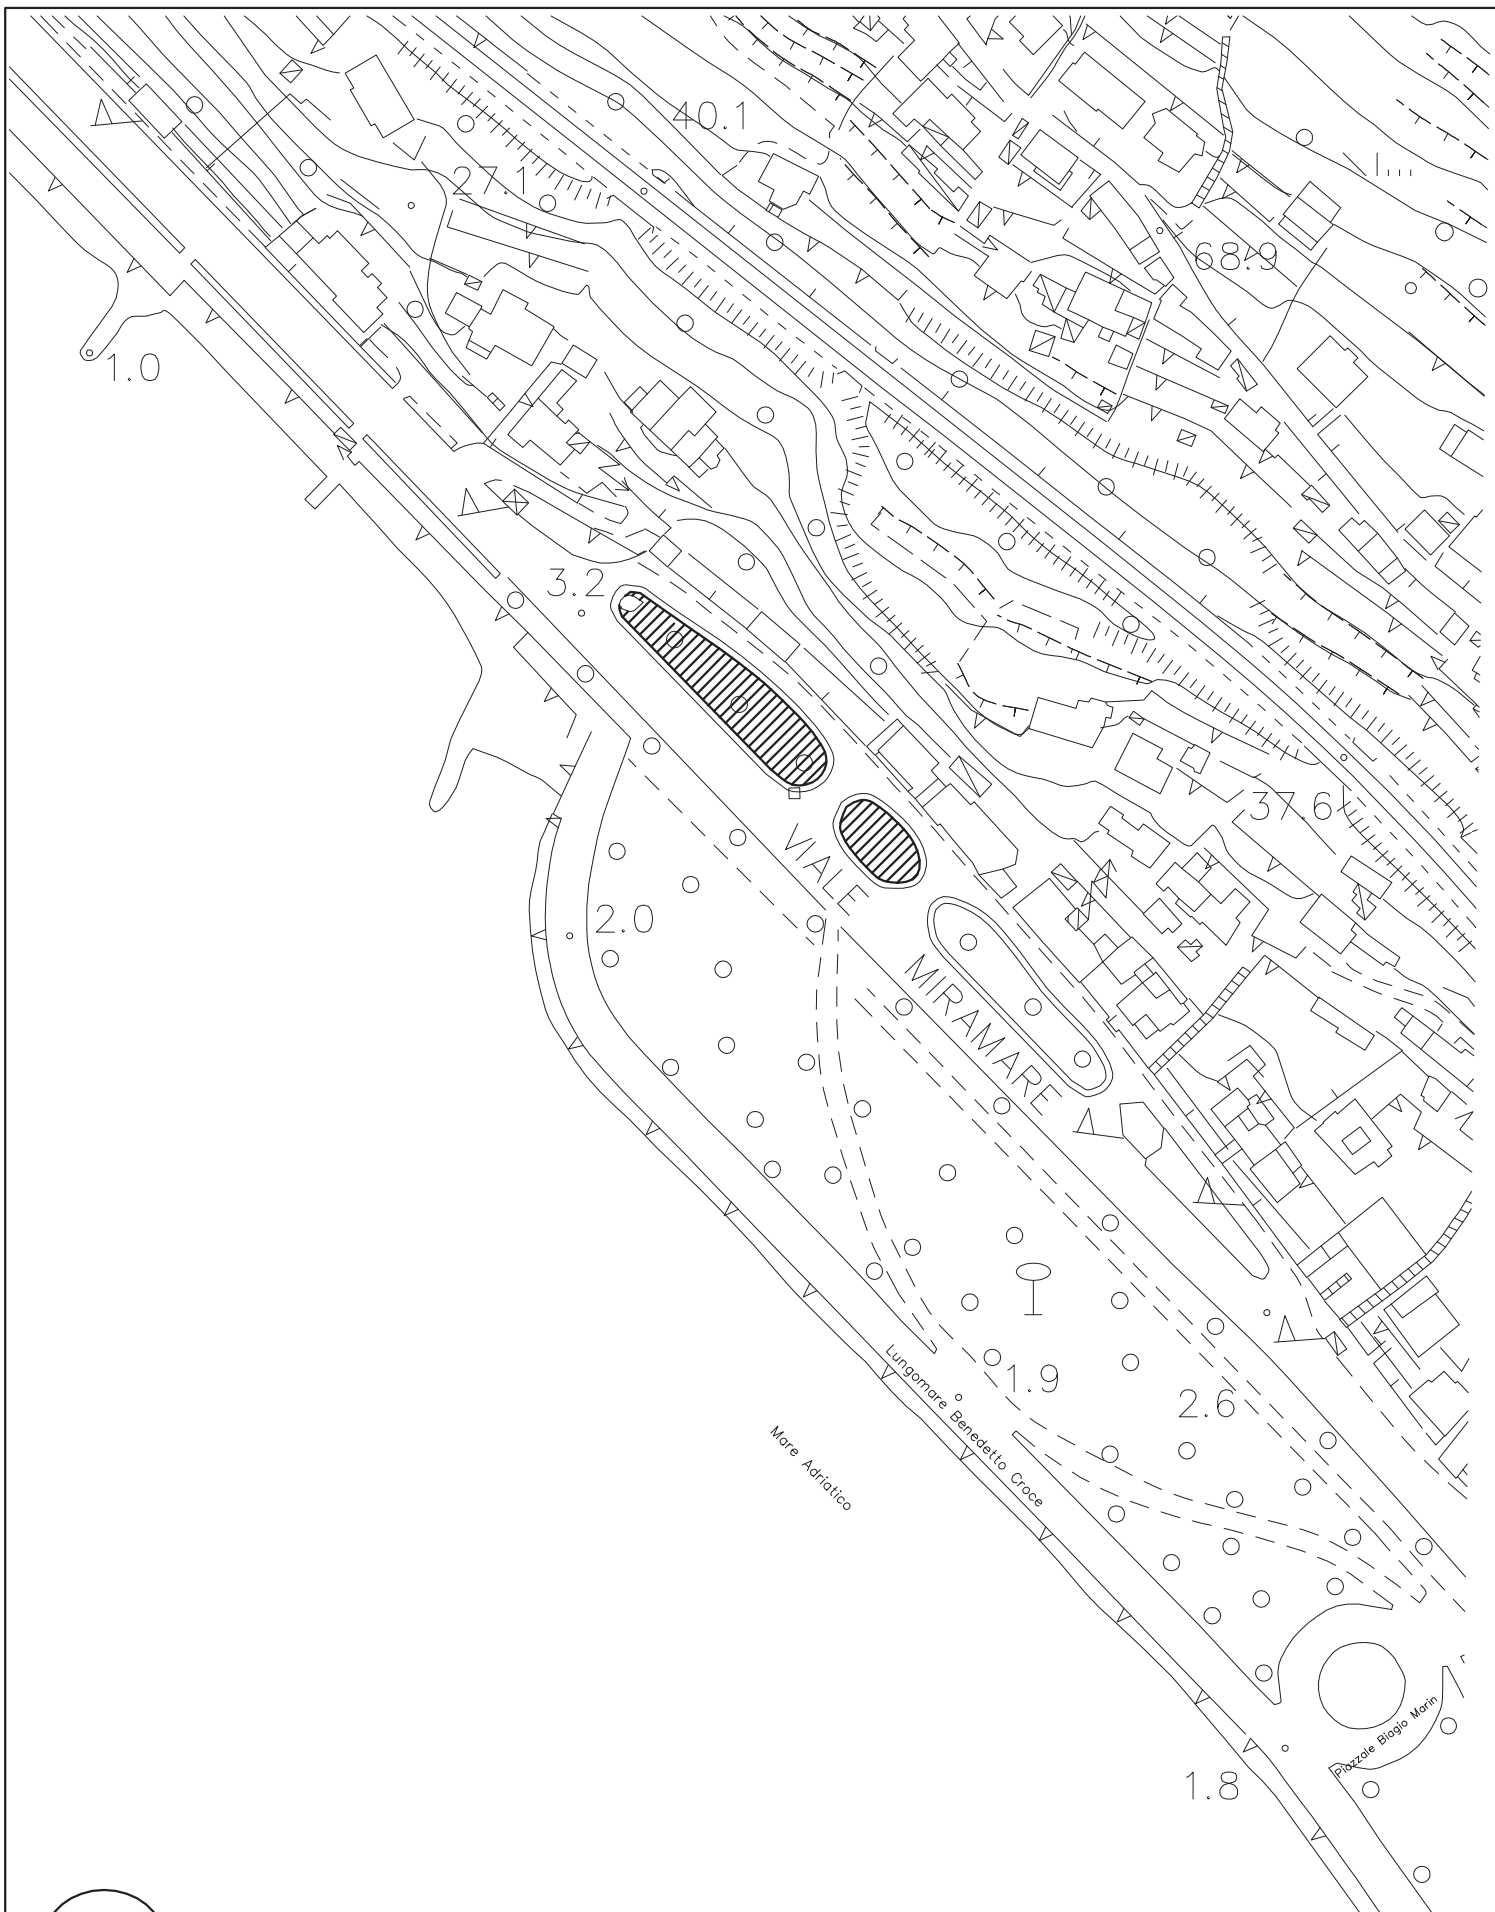 40.1
27.1
68.9
1.0
3.2
37.6
VIALE
2.0
MIRAMARE
1.9
2.6
Lungomare Benedetto Croce
Mare Adriatico
Piazzale Biagio Marin
1.8